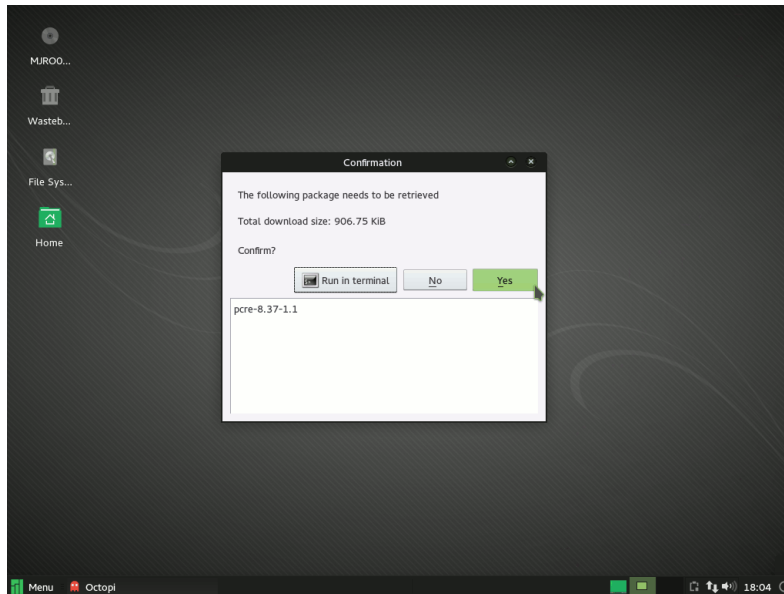 MJRO0...
Wasteb...
File Sys...
Home
Confirmation
The following package needs to be retrieved
Total download size: 906.75 KiB
Confirm?
Run in terminal
No
Yes
pcre-8.37-1.1
Menu
Octopi
18:04